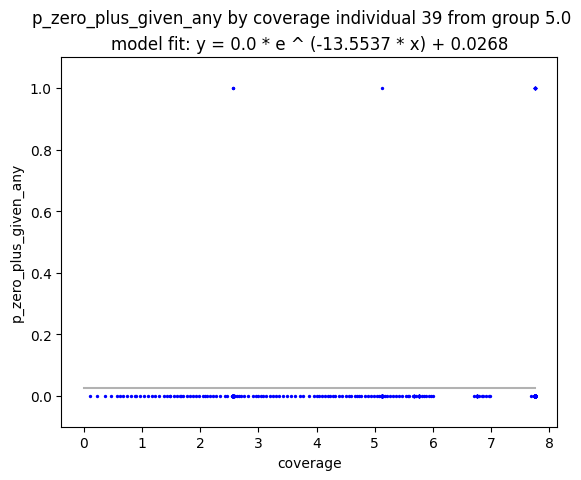 p_zero_plus_given_any by coverage individual 39 from group 5.0
model fit: y = 0.0 * e ^ (-13.5537 * x) + 0.0268
1.0
0.8
0.6
0.4
0.2
0.0
p_zero_plus_given_any
0 1 2 3 4 5 6 7 8
coverage